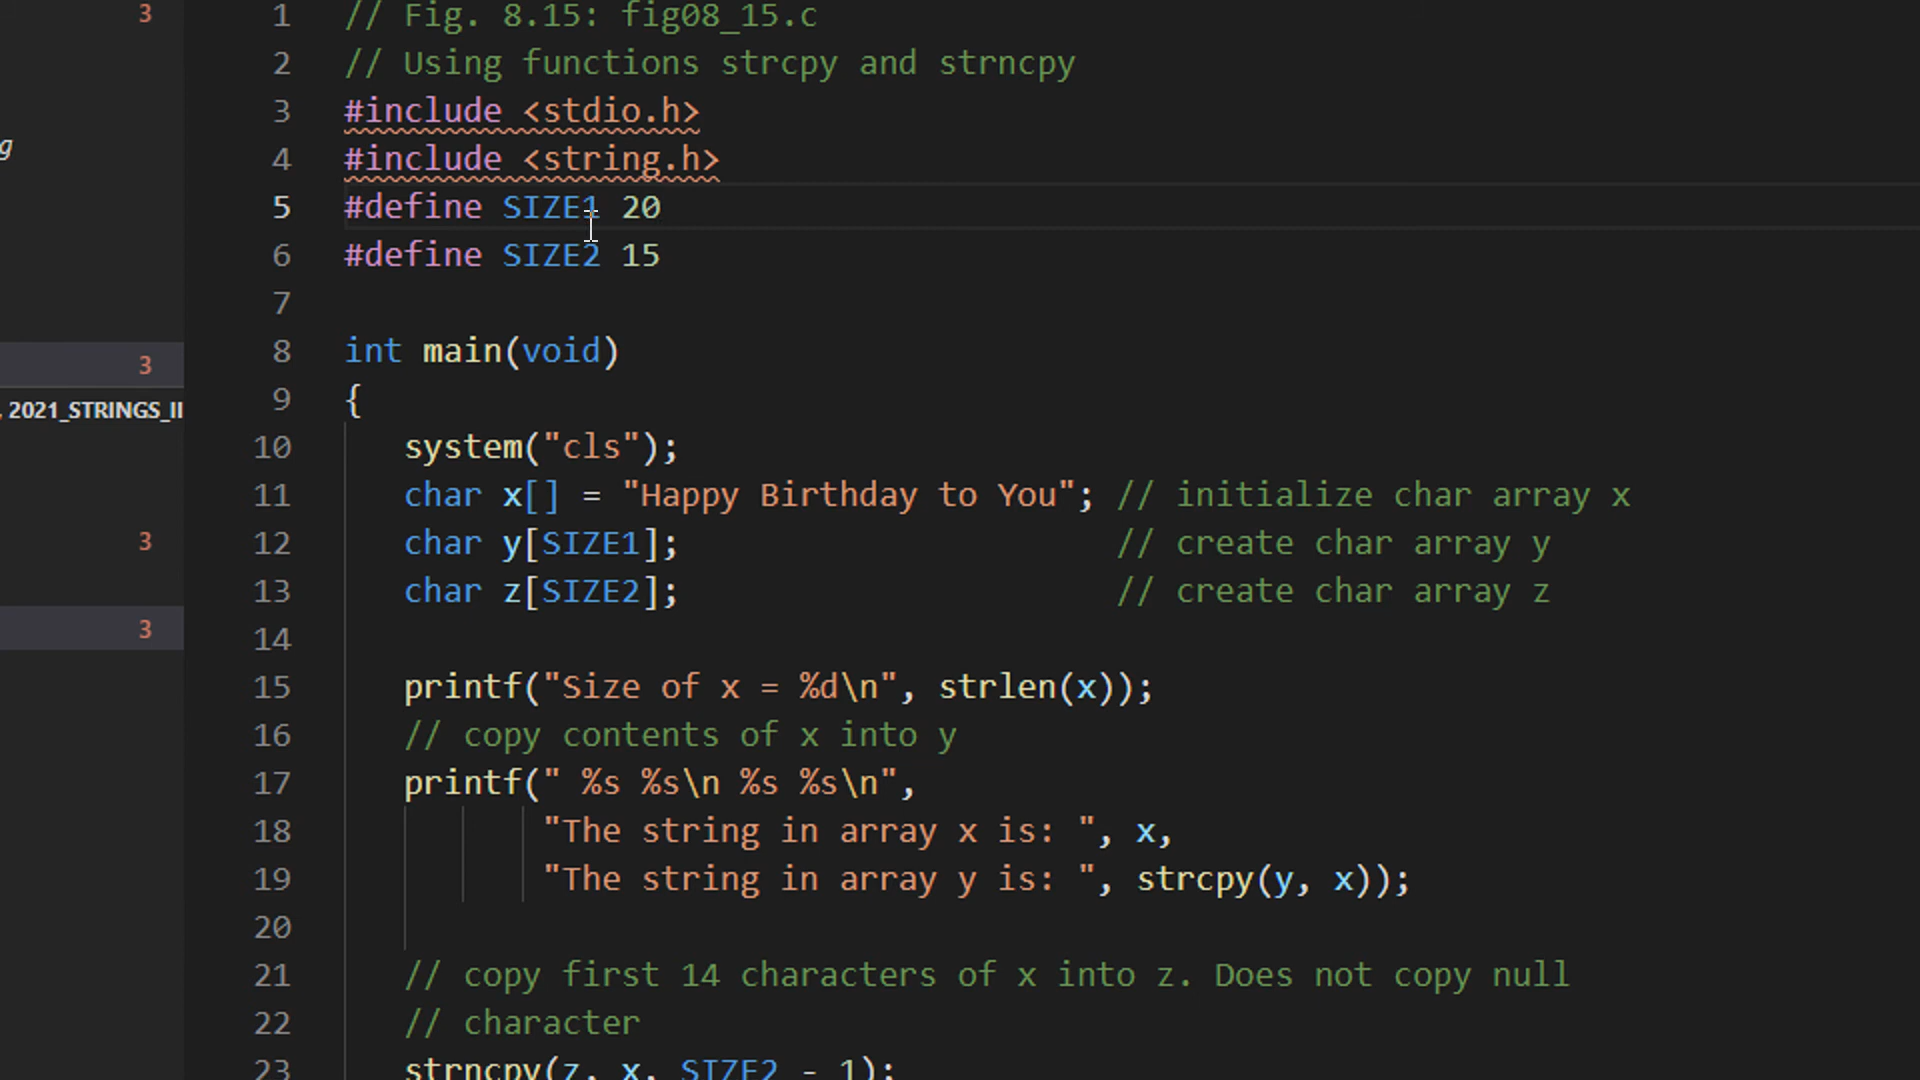 3
g
3
, 2021_STRINGS_II
3
3
1 // Fig. 8.15: fig08_15.c
2 // Using functions strcpy and strncpy
3 #include <stdio.h>
4 #include <string.h>
5 #define SIZE1 20
6 #define SIZE2 15
7
8 int main(void)
9 {
10 system("cls");
11 char x[] = "Happy Birthday to You"; // initialize char array x
12 char y[SIZE1]; // create char array y
13 char z[SIZE2]; // create char array z
14
15 printf("Size of x = %d\n", strlen(x));
16 // copy contents of x into y
17 printf(" %s %s\n %s %s\n",
18 "The string in array x is: ", x,
19 "The string in array y is: ", strcpy(y, x));
20
21 // copy first 14 characters of x into z. Does not copy null
22 // character
23 strncpy(z, x, SIZE2 - 1);